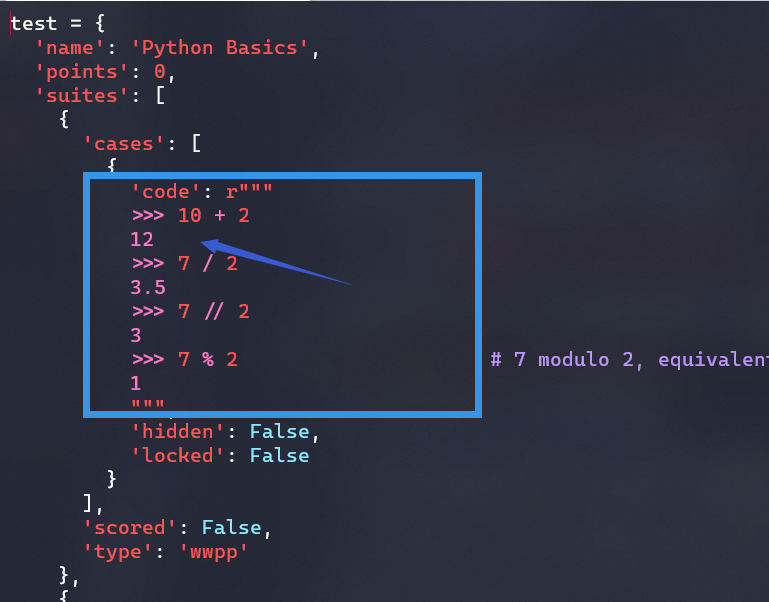 test = {
'name': 'Python Basics',
'points': 0,
'suites': [
{
'cases': [
{
'code': r"""
>>> 10 + 2
12
>>> 7 / 2
3.5
>>> 7 // 2
3
>>> 7 % 2 # 7 modulo 2,
1
"""
'hidden': False,
'locked': False
}
],
'scored': False,
'type': 'wwpp'
},
{